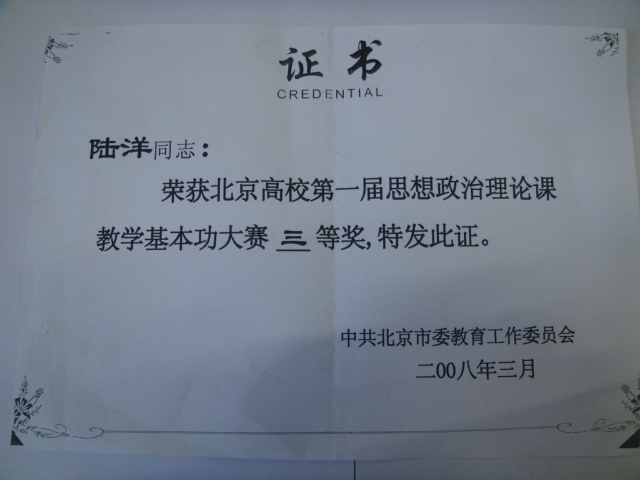 证书
CREDENTIAL
陆洋同志：
荣获北京高校第一届思想政治理论课
教学基本功大赛 三 等奖,特发此证。
中共北京市委教育工作委员会
二00八年三月